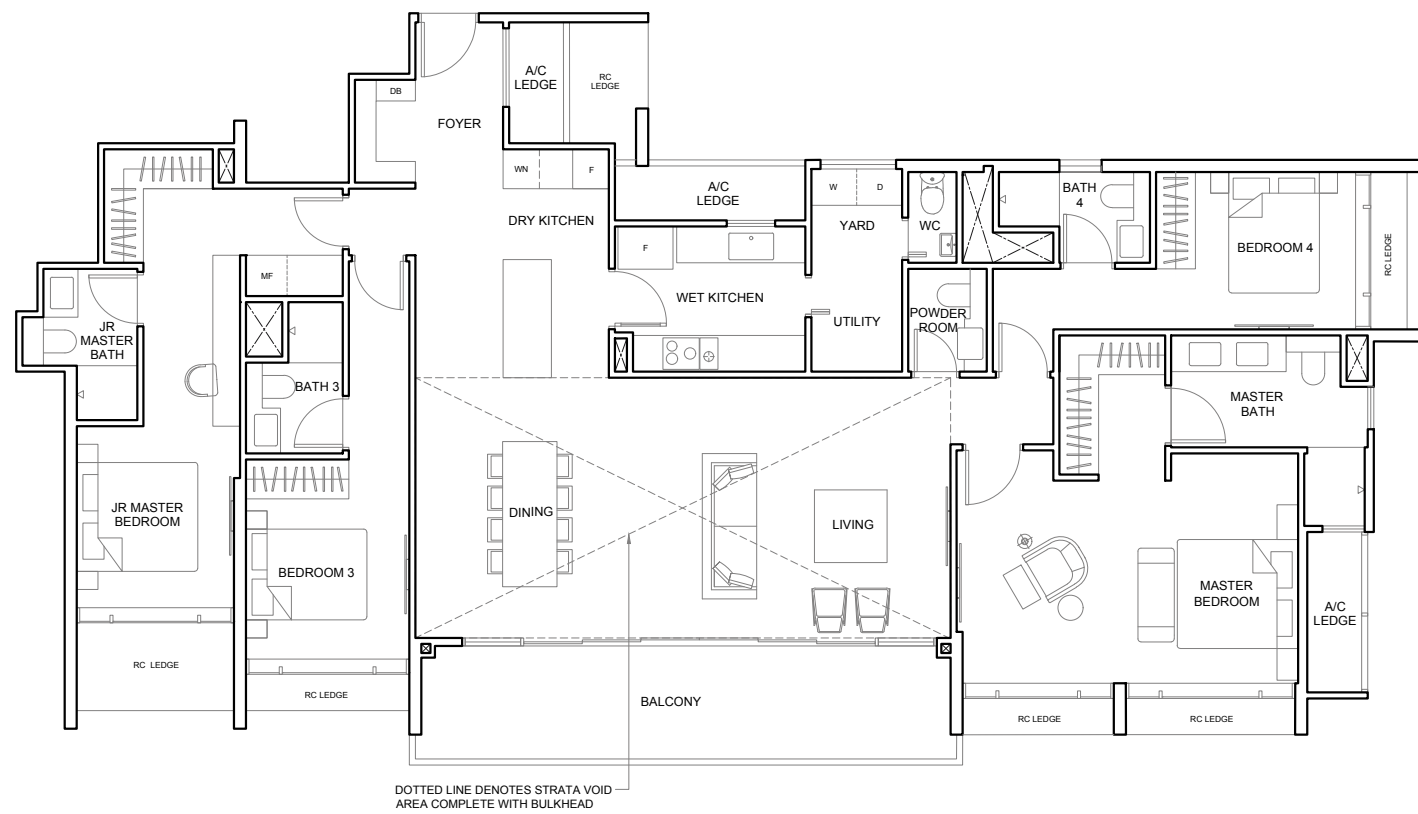 A/C
LEDGE
RC
LEDGE
DB
FOYER
WN
F
A/C
LEDGE
W
D
BATH
4
DRY KITCHEN
YARD
WC
BEDROOM 4
F
RC LEDGE
MF
WET KITCHEN
UTILITY
POWDER
ROOM
JR
MASTER
BATH
BATH 3
MASTER
BATH
JR MASTER
BEDROOM
DINING
LIVING
BEDROOM 3
MASTER
BEDROOM
A/C
LEDGE
RC LEDGE
RC LEDGE
BALCONY
RC LEDGE
RC LEDGE
DOTTED LINE DENOTES STRATA VOID
AREA COMPLETE WITH BULKHEAD